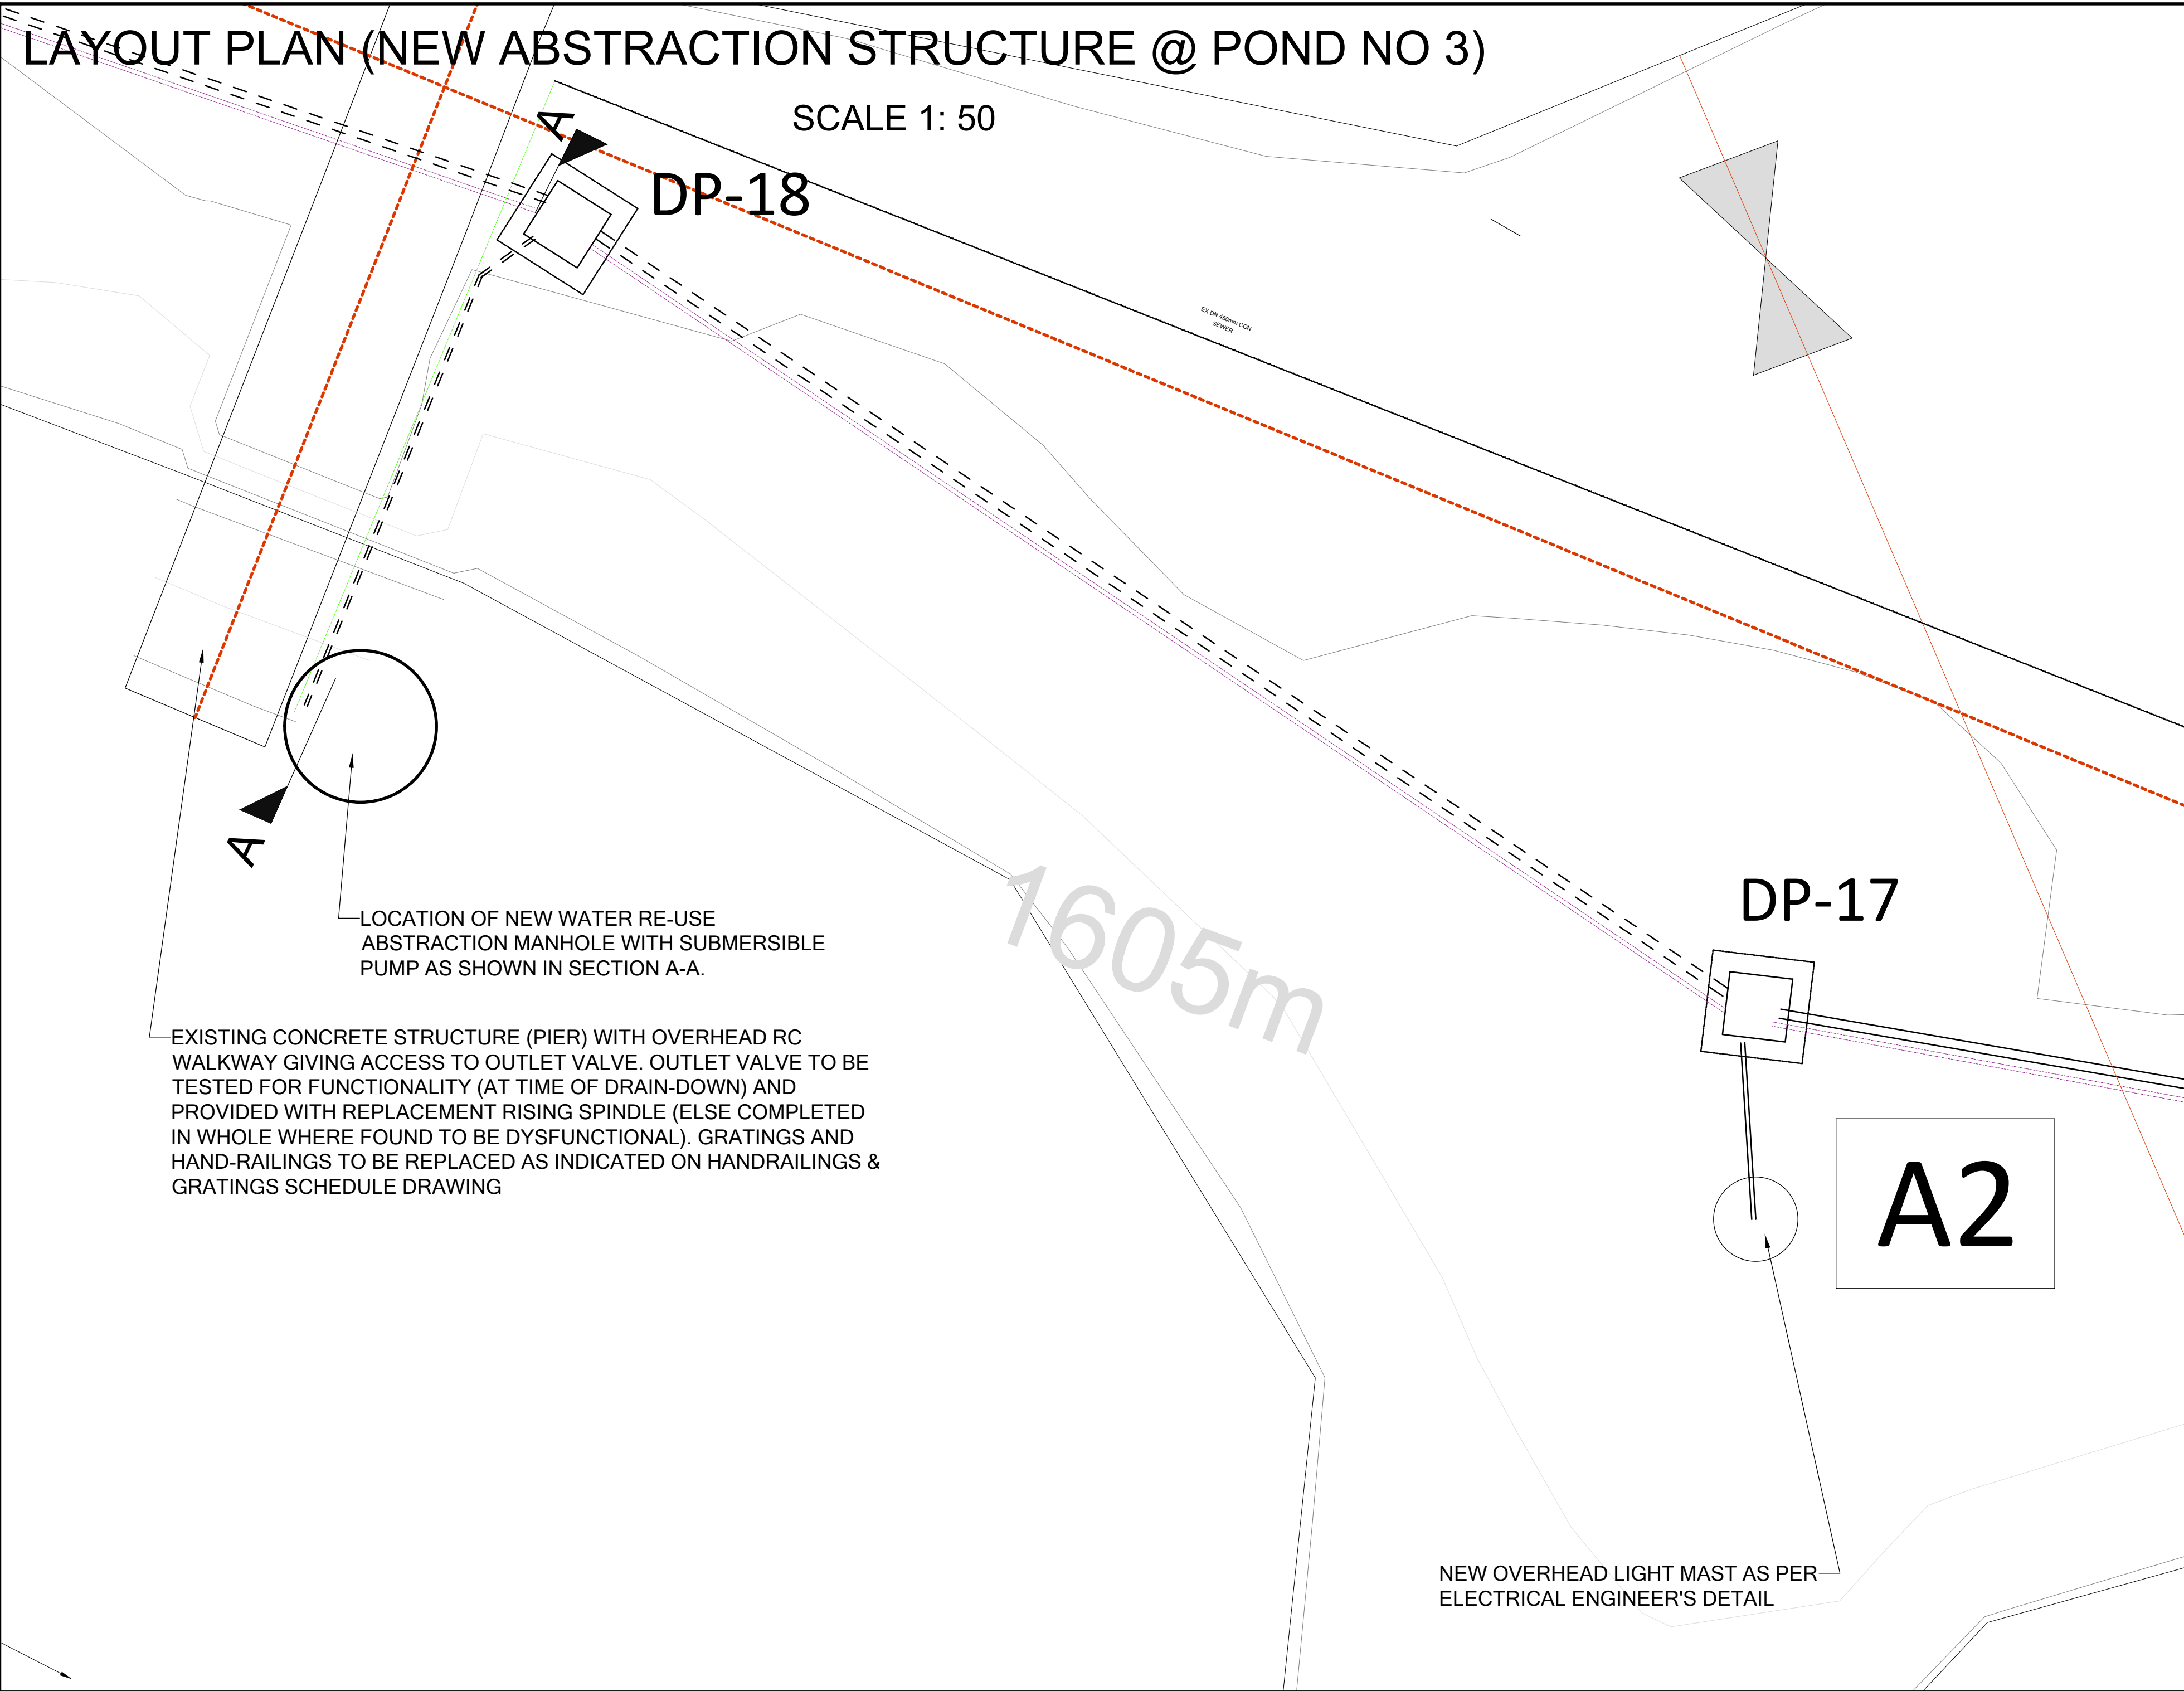 LAYOUT PLAN (NEW ABSTRACTION STRUCTURE @ POND NO 3)
SCALE 1: 50
A
DP-18
EX DN 450mm CON
SEWER
A
LOCATION OF NEW WATER RE-USE
ABSTRACTION MANHOLE WITH SUBMERSIBLE
PUMP AS SHOWN IN SECTION A-A.
1605m
DP-17
EXISTING CONCRETE STRUCTURE (PIER) WITH OVERHEAD RC
WALKWAY GIVING ACCESS TO OUTLET VALVE. OUTLET VALVE TO BE
TESTED FOR FUNCTIONALITY (AT TIME OF DRAIN-DOWN) AND
PROVIDED WITH REPLACEMENT RISING SPINDLE (ELSE COMPLETED
IN WHOLE WHERE FOUND TO BE DYSFUNCTIONAL). GRATINGS AND
HAND-RAILINGS TO BE REPLACED AS INDICATED ON HANDRAILINGS &
GRATINGS SCHEDULE DRAWING
A2
NEW OVERHEAD LIGHT MAST AS PER
ELECTRICAL ENGINEER'S DETAIL